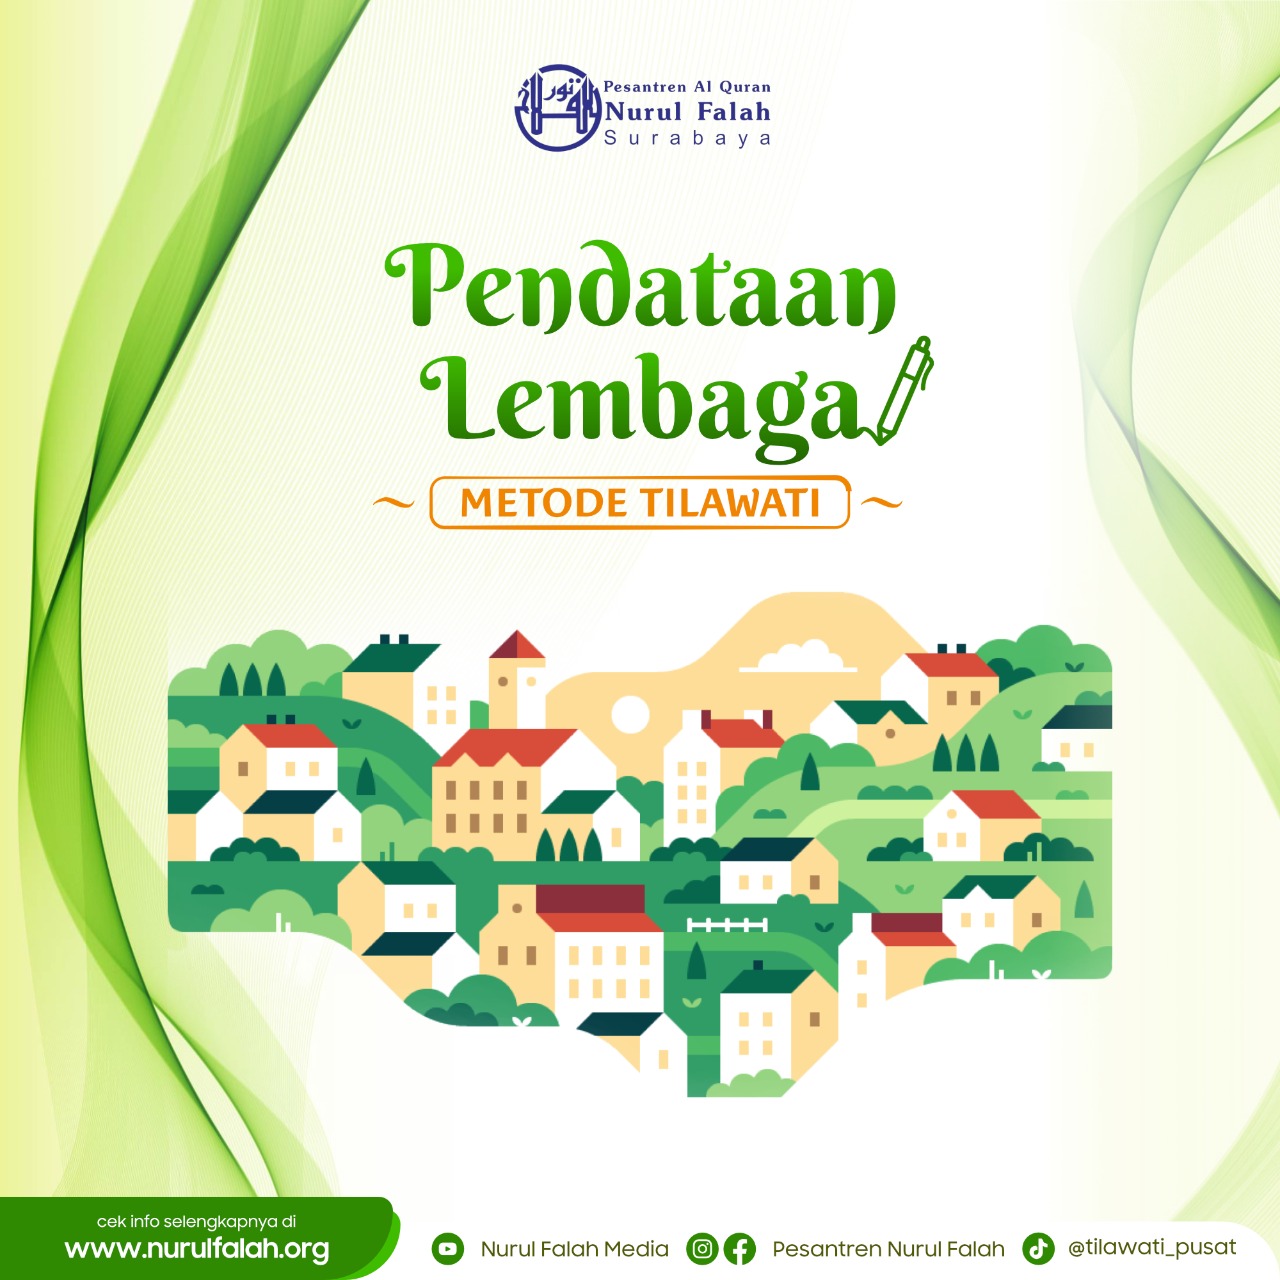 نور
Pesantren Al Quran
Nurul Falah
Surabaya
Pendataan
Lembaga
METODE TILAWATI
cek info selengkapnya di
www.nurulfalah.org
Nurul Falah Media
Pesantren Nurul Falah
@tilawati_pusat